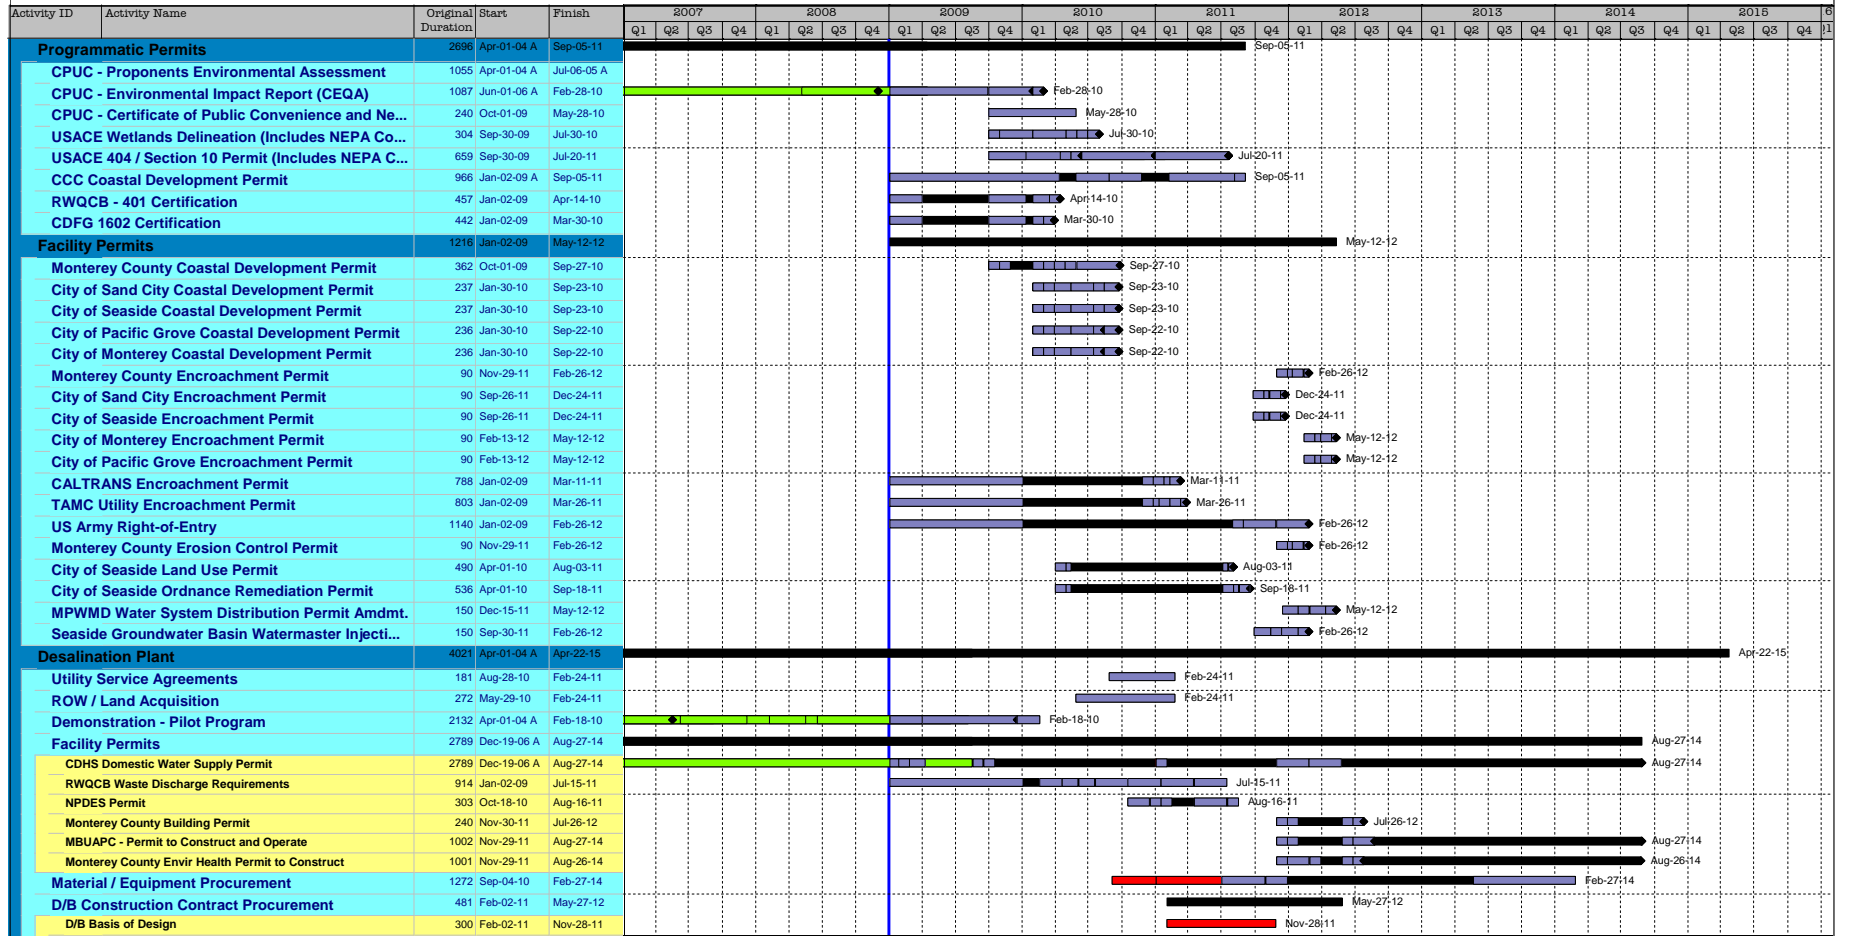 Activity ID Activity Name Original Duration Start Finish 2007 2008 2009 2010 2011 2012 2013 2014 2015 6
Q1 Q2 Q3 Q4 Q1 Q2 Q3 Q4 Q1 Q2 Q3 Q4 Q1 Q2 Q3 Q4 Q1 Q2 Q3 Q4 Q1 Q2 Q3 Q4 Q1 Q2 Q3 Q4 Q1 Q2 Q3 Q4 Q1 Q2 Q3 Q4
Programmatic Permits 2696 Apr-01-04 A Sep-05-11 Sep-05-11
CPUC - Proponents Environmental Assessment 1055 Apr-01-04 A Jul-06-05 A
CPUC - Environmental Impact Report (CEQA) 1087 Jun-01-06 A Feb-28-10 Feb-28-10
CPUC - Certificate of Public Convenience and Ne... 240 Oct-01-09 May-28-10 May-28-10
USACE Wetlands Delineation (Includes NEPA Co... 304 Sep-30-09 Jul-30-10 Jul-30-10
USACE 404 / Section 10 Permit (Includes NEPA C... 659 Sep-30-09 Jul-20-11 Jul-20-11
CCC Coastal Development Permit 966 Jan-02-09 A Sep-05-11 Sep-05-11
RWQCB - 401 Certification 457 Jan-02-09 Apr-14-10 Apr-14-10
CDFG 1602 Certification 442 Jan-02-09 Mar-30-10 Mar-30-10
Facility Permits 1216 Jan-02-09 May-12-12 May-12-12
Monterey County Coastal Development Permit 362 Oct-01-09 Sep-27-10 Sep-27-10
City of Sand City Coastal Development Permit 237 Jan-30-10 Sep-23-10 Sep-23-10
City of Seaside Coastal Development Permit 237 Jan-30-10 Sep-23-10 Sep-23-10
City of Pacific Grove Coastal Development Permit 236 Jan-30-10 Sep-22-10 Sep-22-10
City of Monterey Coastal Development Permit 236 Jan-30-10 Sep-22-10 Sep-22-10
Monterey County Encroachment Permit 90 Nov-29-11 Feb-26-12 Feb-26-12
City of Sand City Encroachment Permit 90 Sep-26-11 Dec-24-11 Dec-24-11
City of Seaside Encroachment Permit 90 Sep-26-11 Dec-24-11 Dec-24-11
City of Monterey Encroachment Permit 90 Feb-13-12 May-12-12 May-12-12
City of Pacific Grove Encroachment Permit 90 Feb-13-12 May-12-12 May-12-12
CALTRANS Encroachment Permit 788 Jan-02-09 Mar-11-11 Mar-11-11
TAMC Utility Encroachment Permit 803 Jan-02-09 Mar-26-11 Mar-26-11
US Army Right-of-Entry 1140 Jan-02-09 Feb-26-12 Feb-26-12
Monterey County Erosion Control Permit 90 Nov-29-11 Feb-26-12 Feb-26-12
City of Seaside Land Use Permit 490 Apr-01-10 Aug-03-11 Aug-03-11
City of Seaside Ordnance Remediation Permit 536 Apr-01-10 Sep-18-11 Sep-18-11
MPWMD Water System Distribution Permit Amdmt. 150 Dec-15-11 May-12-12 May-12-12
Seaside Groundwater Basin Watermaster Injecti... 150 Sep-30-11 Feb-26-12 Feb-26-12
Desalination Plant 4021 Apr-01-04 A Apr-22-15 Apr-22-15
Utility Service Agreements 181 Aug-28-10 Feb-24-11 Feb-24-11
ROW / Land Acquisition 272 May-29-10 Feb-24-11 Feb-24-11
Demonstration - Pilot Program 2132 Apr-01-04 A Feb-18-10 Feb-18-10
Facility Permits 2789 Dec-19-06 A Aug-27-14 Aug-27-14
CDHS Domestic Water Supply Permit 2789 Dec-19-06 A Aug-27-14 Aug-27-14
RWQCB Waste Discharge Requirements 914 Jan-02-09 Jul-15-11 Jul-15-11
NPDES Permit 303 Oct-18-10 Aug-16-11 Aug-16-11
Monterey County Building Permit 240 Nov-30-11 Jul-26-12 Jul-26-12
MBUAPC - Permit to Construct and Operate 1002 Nov-29-11 Aug-27-14 Aug-27-14
Monterey County Envir Health Permit to Construct 1001 Nov-29-11 Aug-26-14 Aug-26-14
Material / Equipment Procurement 1272 Sep-04-10 Feb-27-14 Feb-27-14
D/B Construction Contract Procurement 481 Feb-02-11 May-27-12 May-27-12
D/B Basis of Design 300 Feb-02-11 Nov-28-11 Nov-28-11